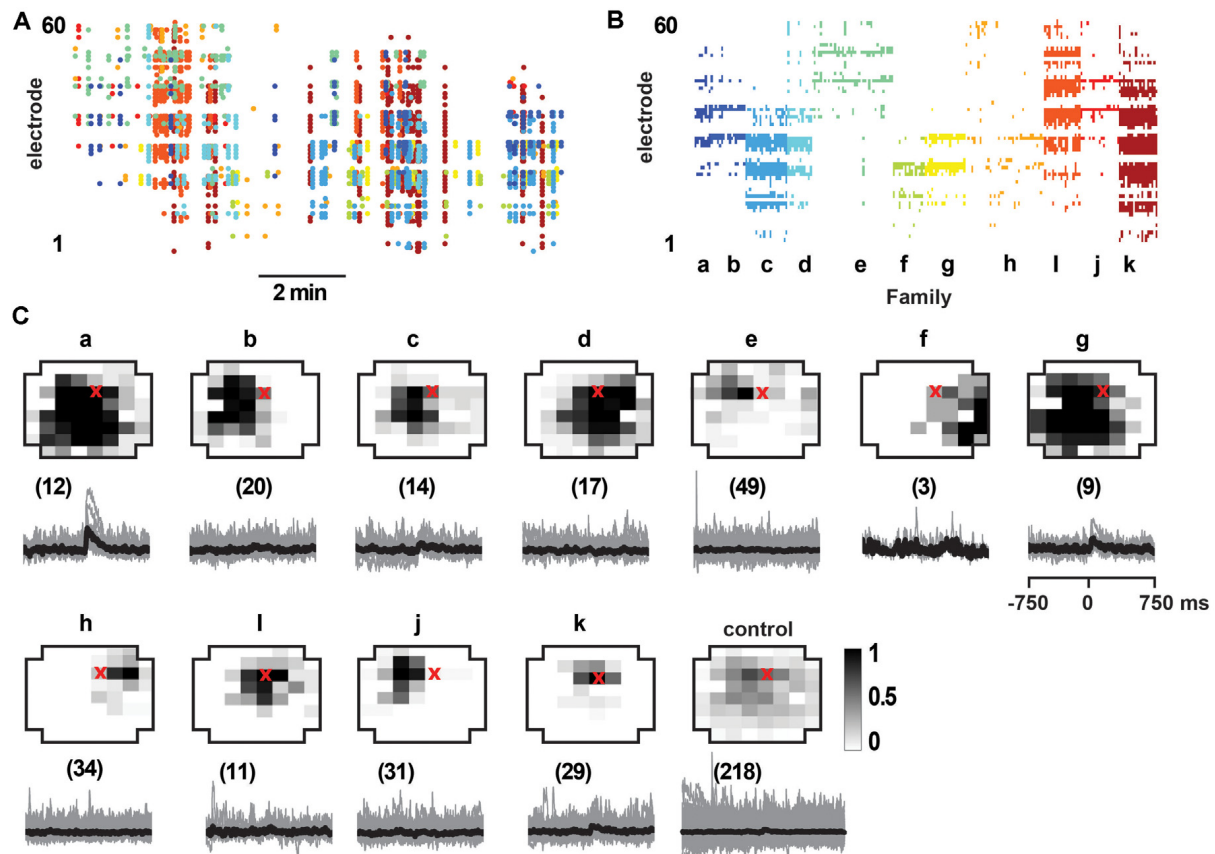 A
60
electrode
1
2 min
B
60
electrode
1
a b c d e f g h I j k
Family
C
a b c d e f g
x x x x x x x
(12) (20) (14) (17) (49) (3) (9)
-750 0 750 ms
h I j k control
x x x x x
1
0.5
0
(34) (11) (31) (29) (218)